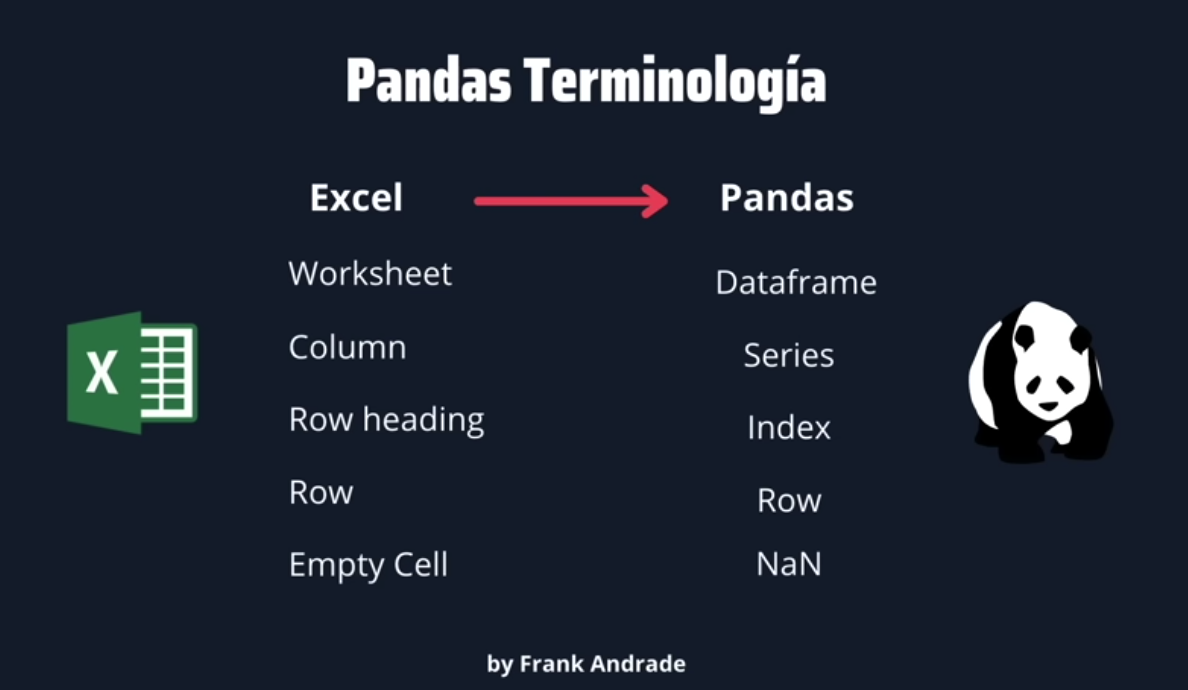 Pandas Terminología
Excel Pandas
Worksheet Dataframe
X
Column Series
Row heading Index
Row Row
Empty Cell NaN
by Frank Andrade